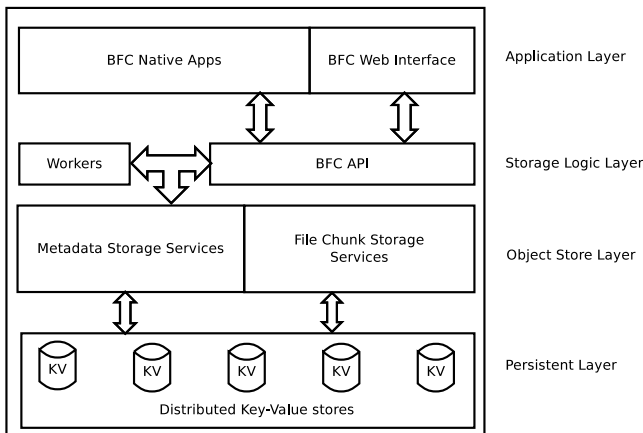 BFC Native Apps
BFC Web Interface
Application Layer
Workers
BFC API
Storage Logic Layer
Metadata Storage Services
File Chunk Storage
Services
Object Store Layer
KV
KV
KV
KV
KV
Persistent Layer
Distributed Key-Value stores